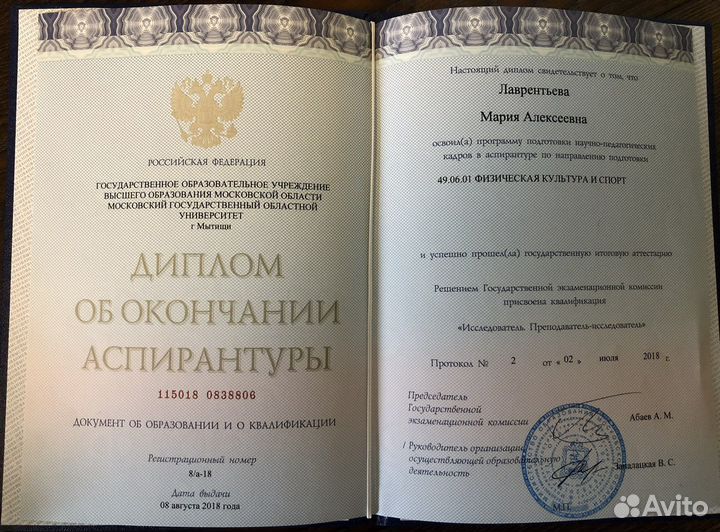 РОССИЙСКАЯ ФЕДЕРАЦИЯ
ГОСУДАРСТВЕННОЕ ОБРАЗОВАТЕЛЬНОЕ УЧРЕЖДЕНИЕ
ВЫСШЕГО ОБРАЗОВАНИЯ МОСКОВСКОЙ ОБЛАСТИ
МОСКОВСКИЙ ГОСУДАРСТВЕННЫЙ ОБЛАСТНОЙ
УНИВЕРСИТЕТ
г Мытищи
ДИПЛОМ
ОБ ОКОНЧАНИИ
АСПИРАНТУРЫ
115018 0838806
ДОКУМЕНТ ОБ ОБРАЗОВАНИИ И О КВАЛИФИКАЦИИ
Регистрационный номер
8/а-18
Дата выдачи
08 августа 2018 года
Настоящий диплом свидетельствует о том, что
Лаврентьева
Мария Алексеевна
освоил(а) программу подготовки научно-педагогических
кадров в аспирантуре по направлению подготовки
49.06.01 ФИЗИЧЕСКАЯ КУЛЬТУРА И СПОРТ
и успешно прошел(ла) государственную итоговую аттестацию
Решением Государственной экзаменационной комиссии
присвоена квалификация
«Исследователь. Преподаватель-исследователь»
Протокол № 2 от « 02 » июля 2018 г.
Председатель
Государственной
экзаменационной комиссии Абаев А. М.
/ Руководитель организации,
осуществляющей образовательную
деятельность Запалацкая В. С.
М.П.
Avito